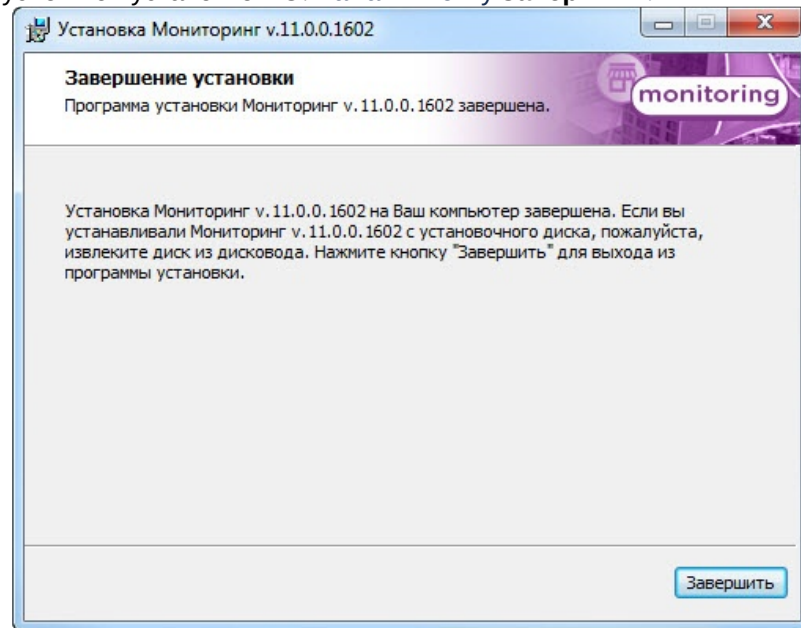 Установка Мониторинг v.11.0.0.1602
Завершение установки
Программа установки Мониторинг v.11.0.0.1602 завершена.
monitoring
Установка Мониторинг v.11.0.0.1602 на Ваш компьютер завершена. Если вы
устанавливали Мониторинг v.11.0.0.1602 с установочного диска, пожалуйста,
извлеките диск из дисковода. Нажмите кнопку "Завершить" для выхода из
программы установки.
Завершить